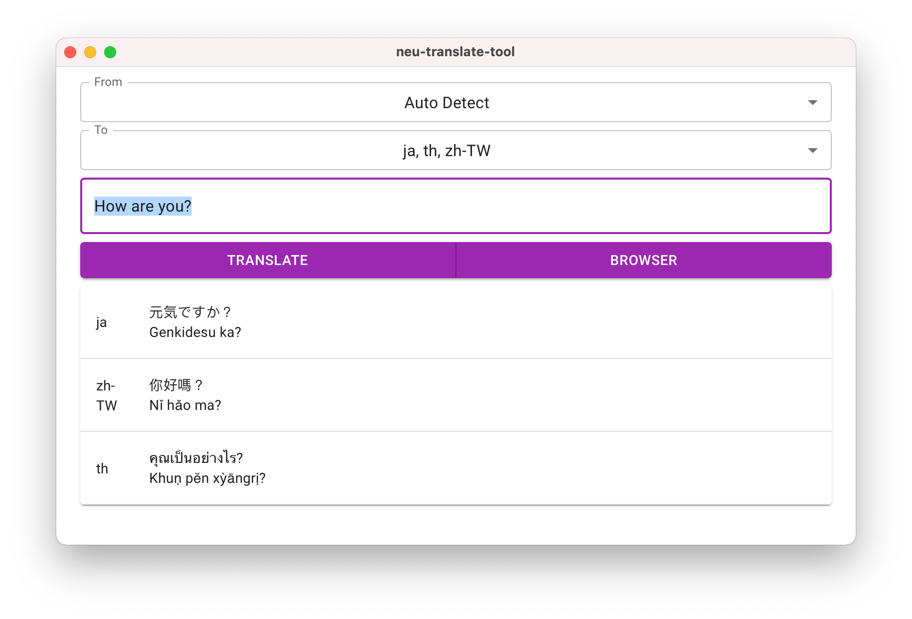 neu-translate-tool
From
Auto Detect
To
ja, th, zh-TW
How are you?
TRANSLATE
BROWSER
ja
元気ですか？
Genkidesu ka?
zh-
TW
你好嗎？
Nǐ hǎo ma?
th
คุณเป็นอย่างไร?
Khuṇ pĕn xỳāngrị?